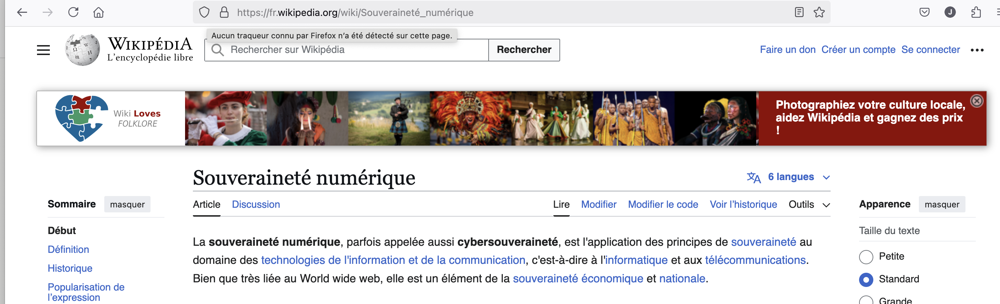 https://fr.wikipedia.org/wiki/Souveraineté_numérique
J
Aucun traqueur connu par Firefox n’a été détecté sur cette page.
WIKIPÉDIA
L’encyclopédie libre
Rechercher sur Wikipédia
Rechercher
Faire un don Créer un compte Se connecter
Wiki Loves
FOLKLORE
Photographiez votre culture locale,
aidez Wikipédia et gagnez des prix
!
Souveraineté numérique
6 langues
Sommaire masquer
Début
Définition
Historique
Popularisation de
l’expression
Article Discussion
Lire Modifier Modifier le code Voir l’historique Outils
La souveraineté numérique, parfois appelée aussi cybersouveraineté, est l'application des principes de souveraineté au
domaine des technologies de l'information et de la communication, c'est-à-dire à l'informatique et aux télécommunications.
Bien que très liée au World wide web, elle est un élément de la souveraineté économique et nationale.
Apparence masquer
Taille du texte
Petite
Standard
Grande